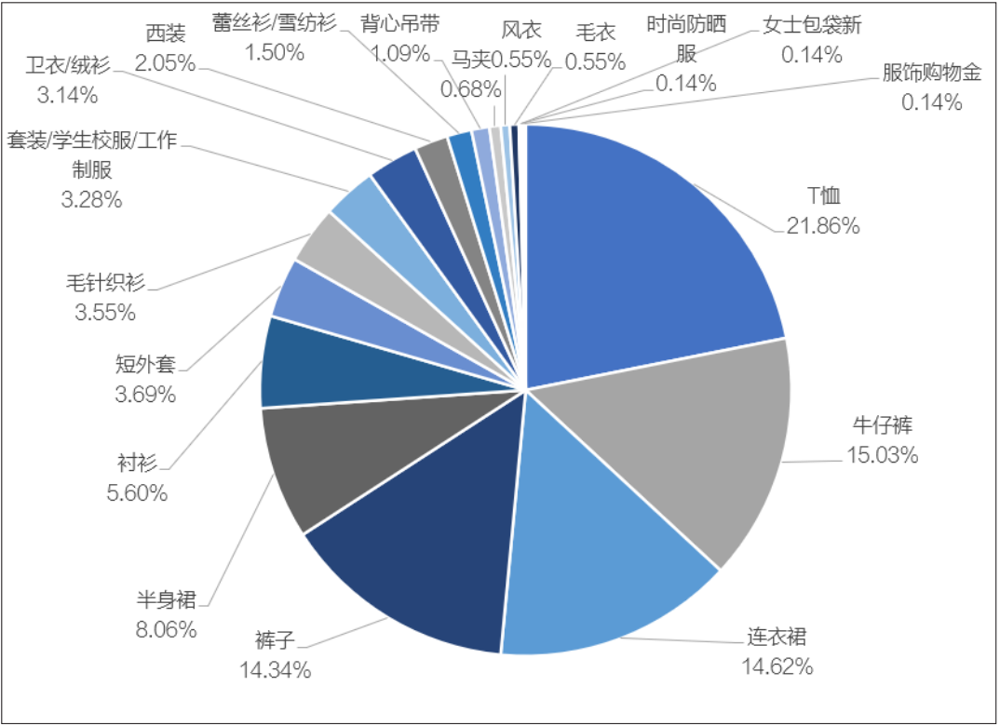 西装
2.05%
蕾丝衫/雪纺衫
1.50%
背心吊带
1.09%
马夹
0.68%
风衣
0.55%
毛衣
0.55%
时尚防晒
服
0.14%
女士包袋新
0.14%
服饰购物金
0.14%
T恤
21.86%
牛仔裤
15.03%
连衣裙
14.62%
裤子
14.34%
半身裙
8.06%
衬衫
5.60%
短外套
3.69%
毛针织衫
3.55%
套装/学生校服/工作
制服
3.28%
卫衣/绒衫
3.14%